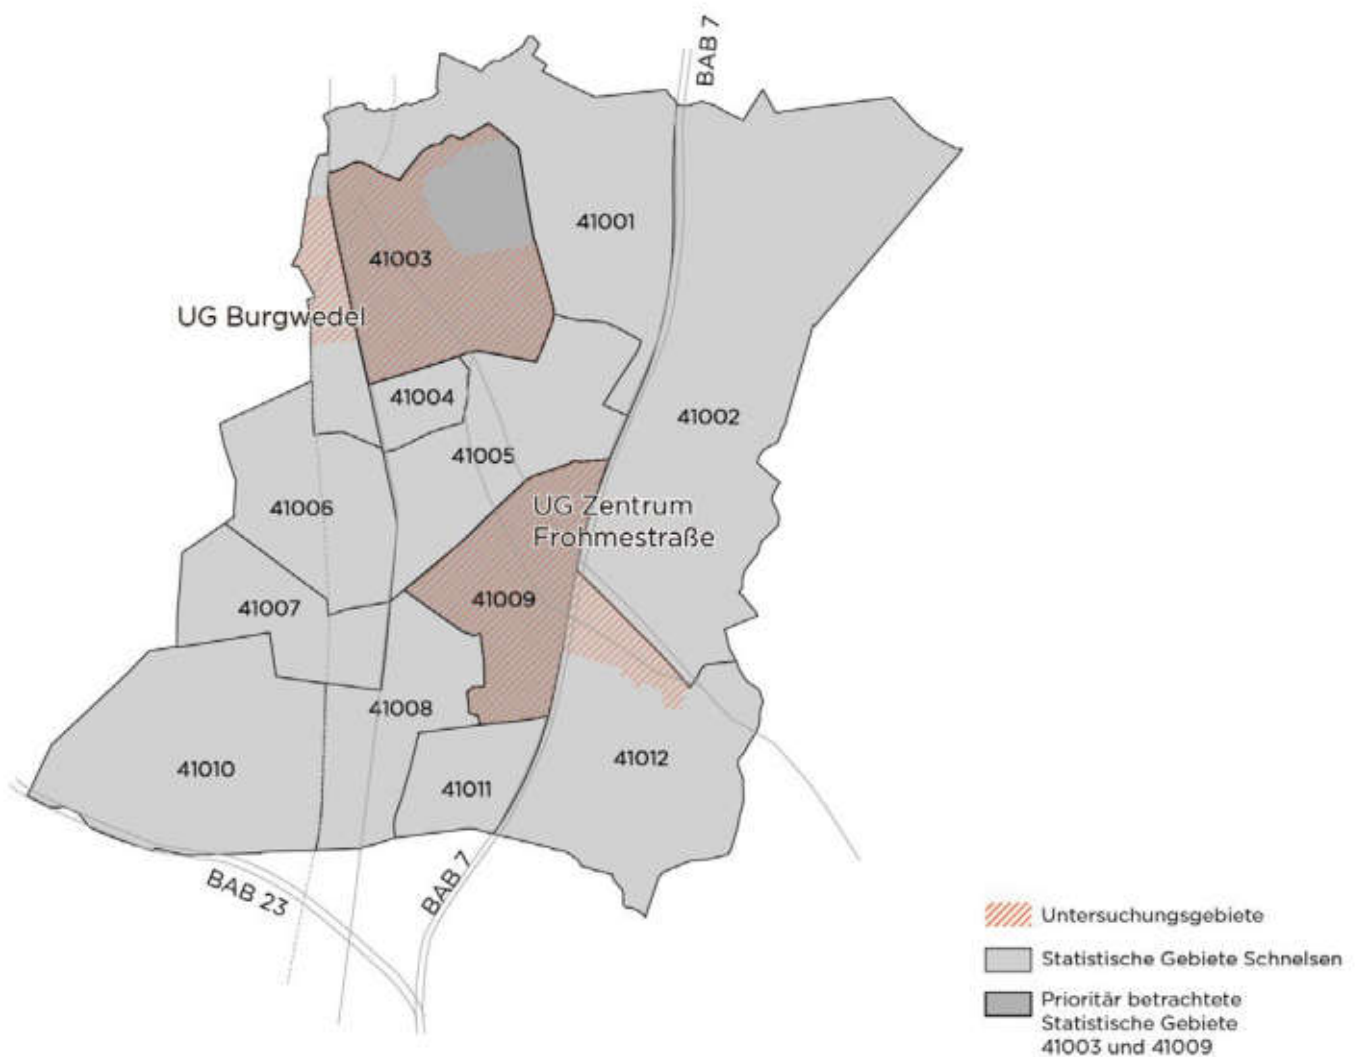 BAB 7
41001
41003
UG Burgwedel
41004
41002
41005
41006
UG Zentrum
Frohmestraße
41009
41007
41008
41012
41010
41011
BAB 23
BAB 7
Untersuchungsgebiete
Statistische Gebiete Schnelsen
Prioritär betrachtete
Statistische Gebiete
41003 und 41009